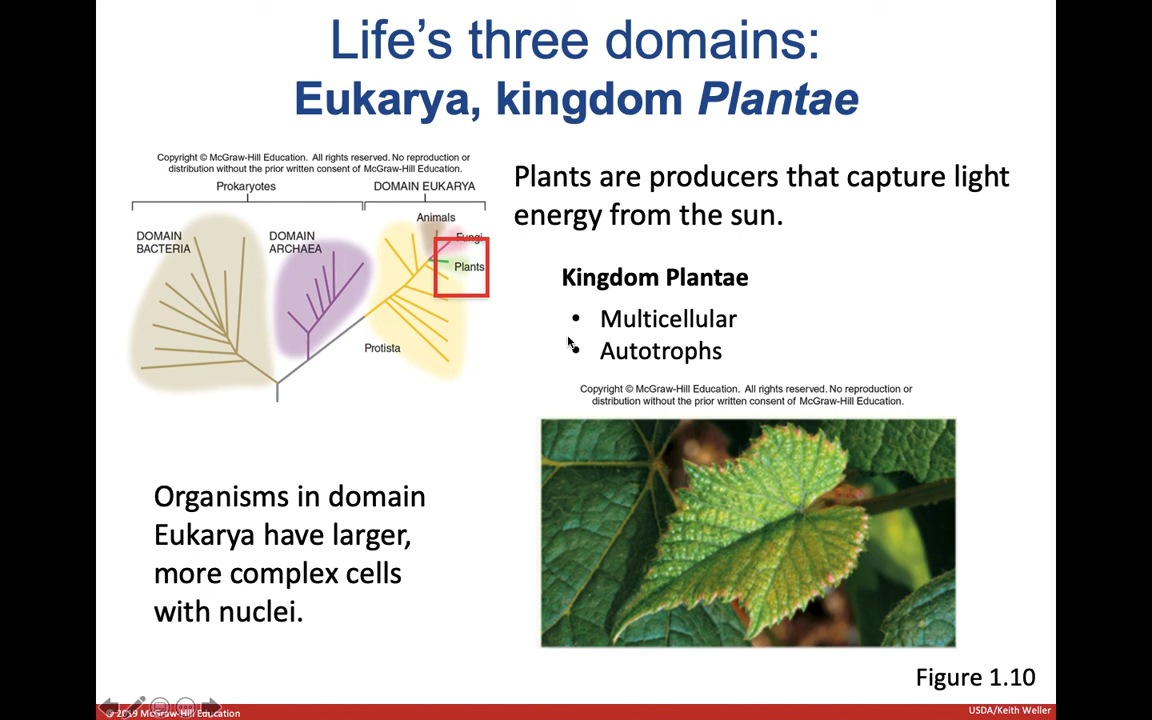 Life's three domains:
Eukarya, kingdom Plantae
Copyright © McGraw-Hill Education. All rights reserved. No reproduction or
distribution without the prior written consent of McGraw-Hill Education.
Prokaryotes
DOMAIN EUKARYA
Animals
DOMAIN
BACTERIA
DOMAIN
ARCHAEA
Fungi
Plants
Protista
Organisms in domain
Eukarya have larger,
more complex cells
with nuclei.
Plants are producers that capture light
energy from the sun.
Kingdom Plantae
• Multicellular
• Autotrophs
Copyright © McGraw-Hill Education. All rights reserved. No reproduction or
distribution without the prior written consent of McGraw-Hill Education.
Figure 1.10
© 2019 McGraw-Hill Education
USDA/Keith Weller